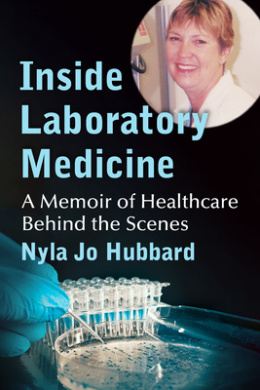 Inside
Laboratory
Medicine
A Memoir of Healthcare
Behind the Scenes
Nyla Jo Hubbard